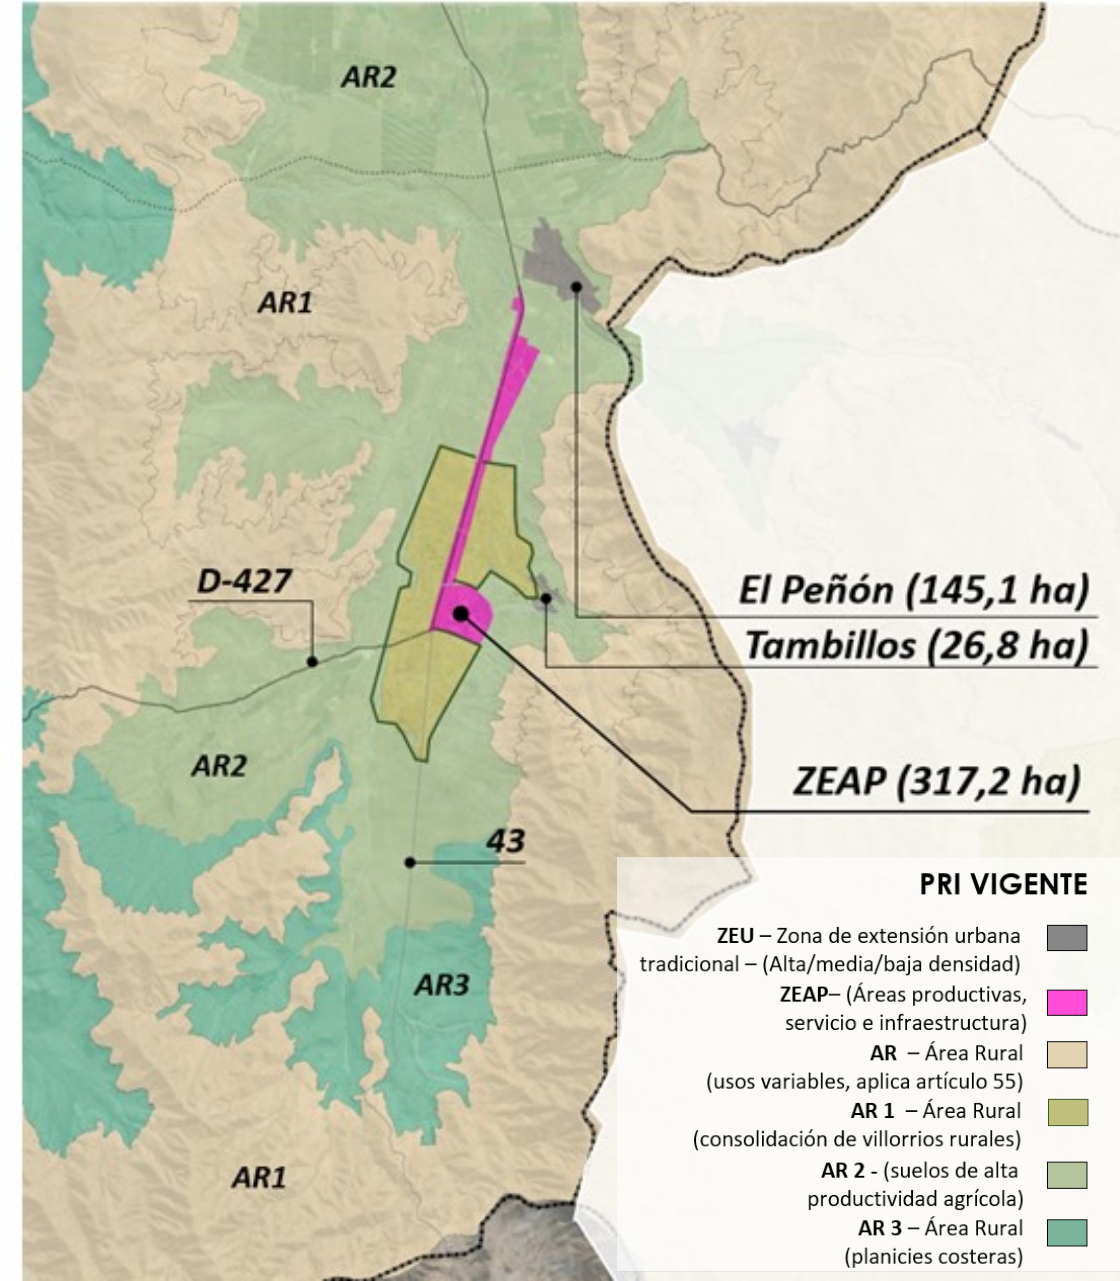 AR2
AR1
D-427
El Peñón (145,1 ha)
Tambillos (26,8 ha)
AR2
ZEAP (317,2 ha)
43
AR3
AR1
PRI VIGENTE
ZEU – Zona de extensión urbana
tradicional – (Alta/media/baja densidad)
ZEAP– (Áreas productivas,
servicio e infraestructura)
AR – Área Rural
(usos variables, aplica artículo 55)
AR 1 – Área Rural
(consolidación de villorrios rurales)
AR 2 - (suelos de alta
productividad agrícola)
AR 3 – Área Rural
(planicies costeras)